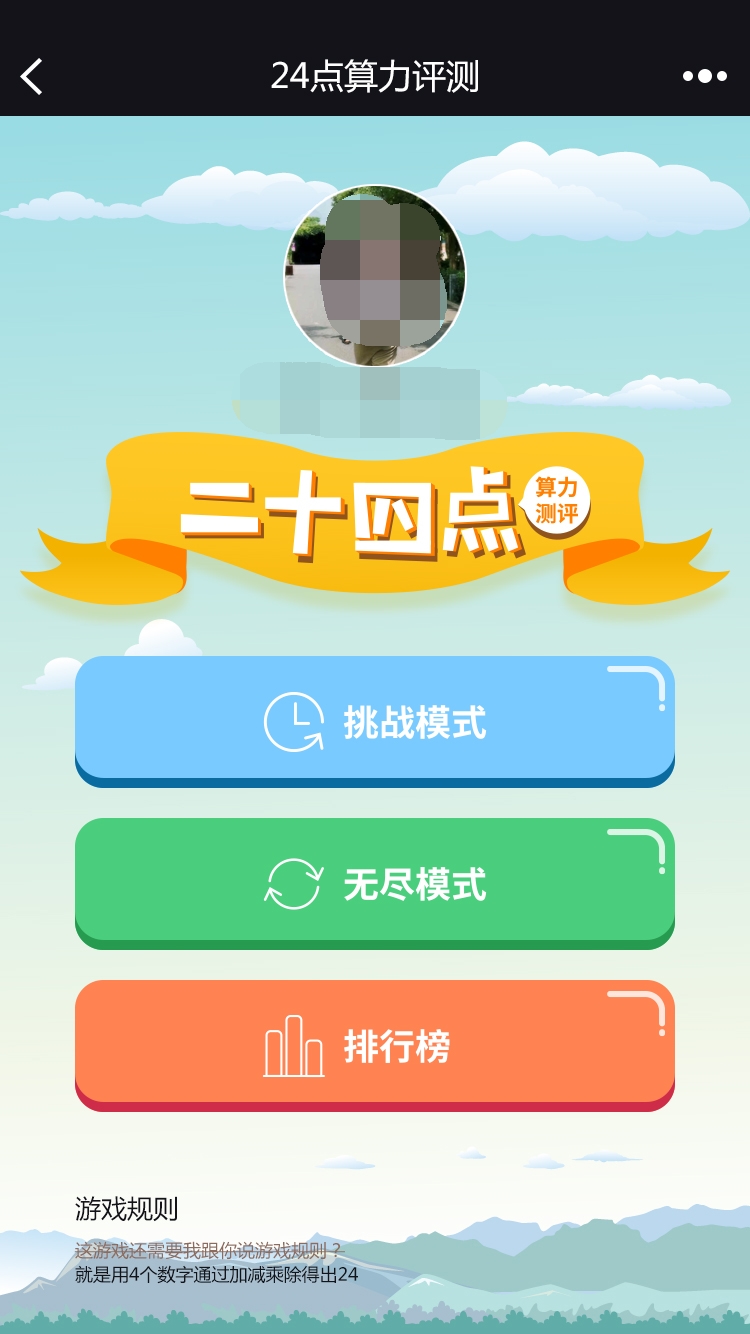 24点算力评测
二十四点
算力
测评
挑战模式
无尽模式
排行榜
游戏规则
这游戏还需要我跟你说游戏规则？
就是用4个数字通过加减乘除得出24